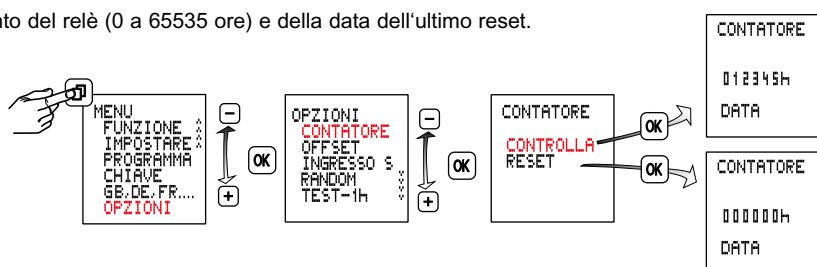 nto del relè (0 a 65535 ore) e della data dell'ultimo reset.
MENU
FUNZIONE
IMPOSTARE
PROGRAMMA
CHIAVE
GB,DE,FR....
OPZIONI
−
+
OK
OPZIONI
CONTATORE
OFFSET
INGRESSO S
RANDOM
TEST-1h
−
+
OK
CONTATORE
CONTROLLA
RESET
OK
OK
CONTATORE
012345h
DATA
CONTATORE
000000h
DATA